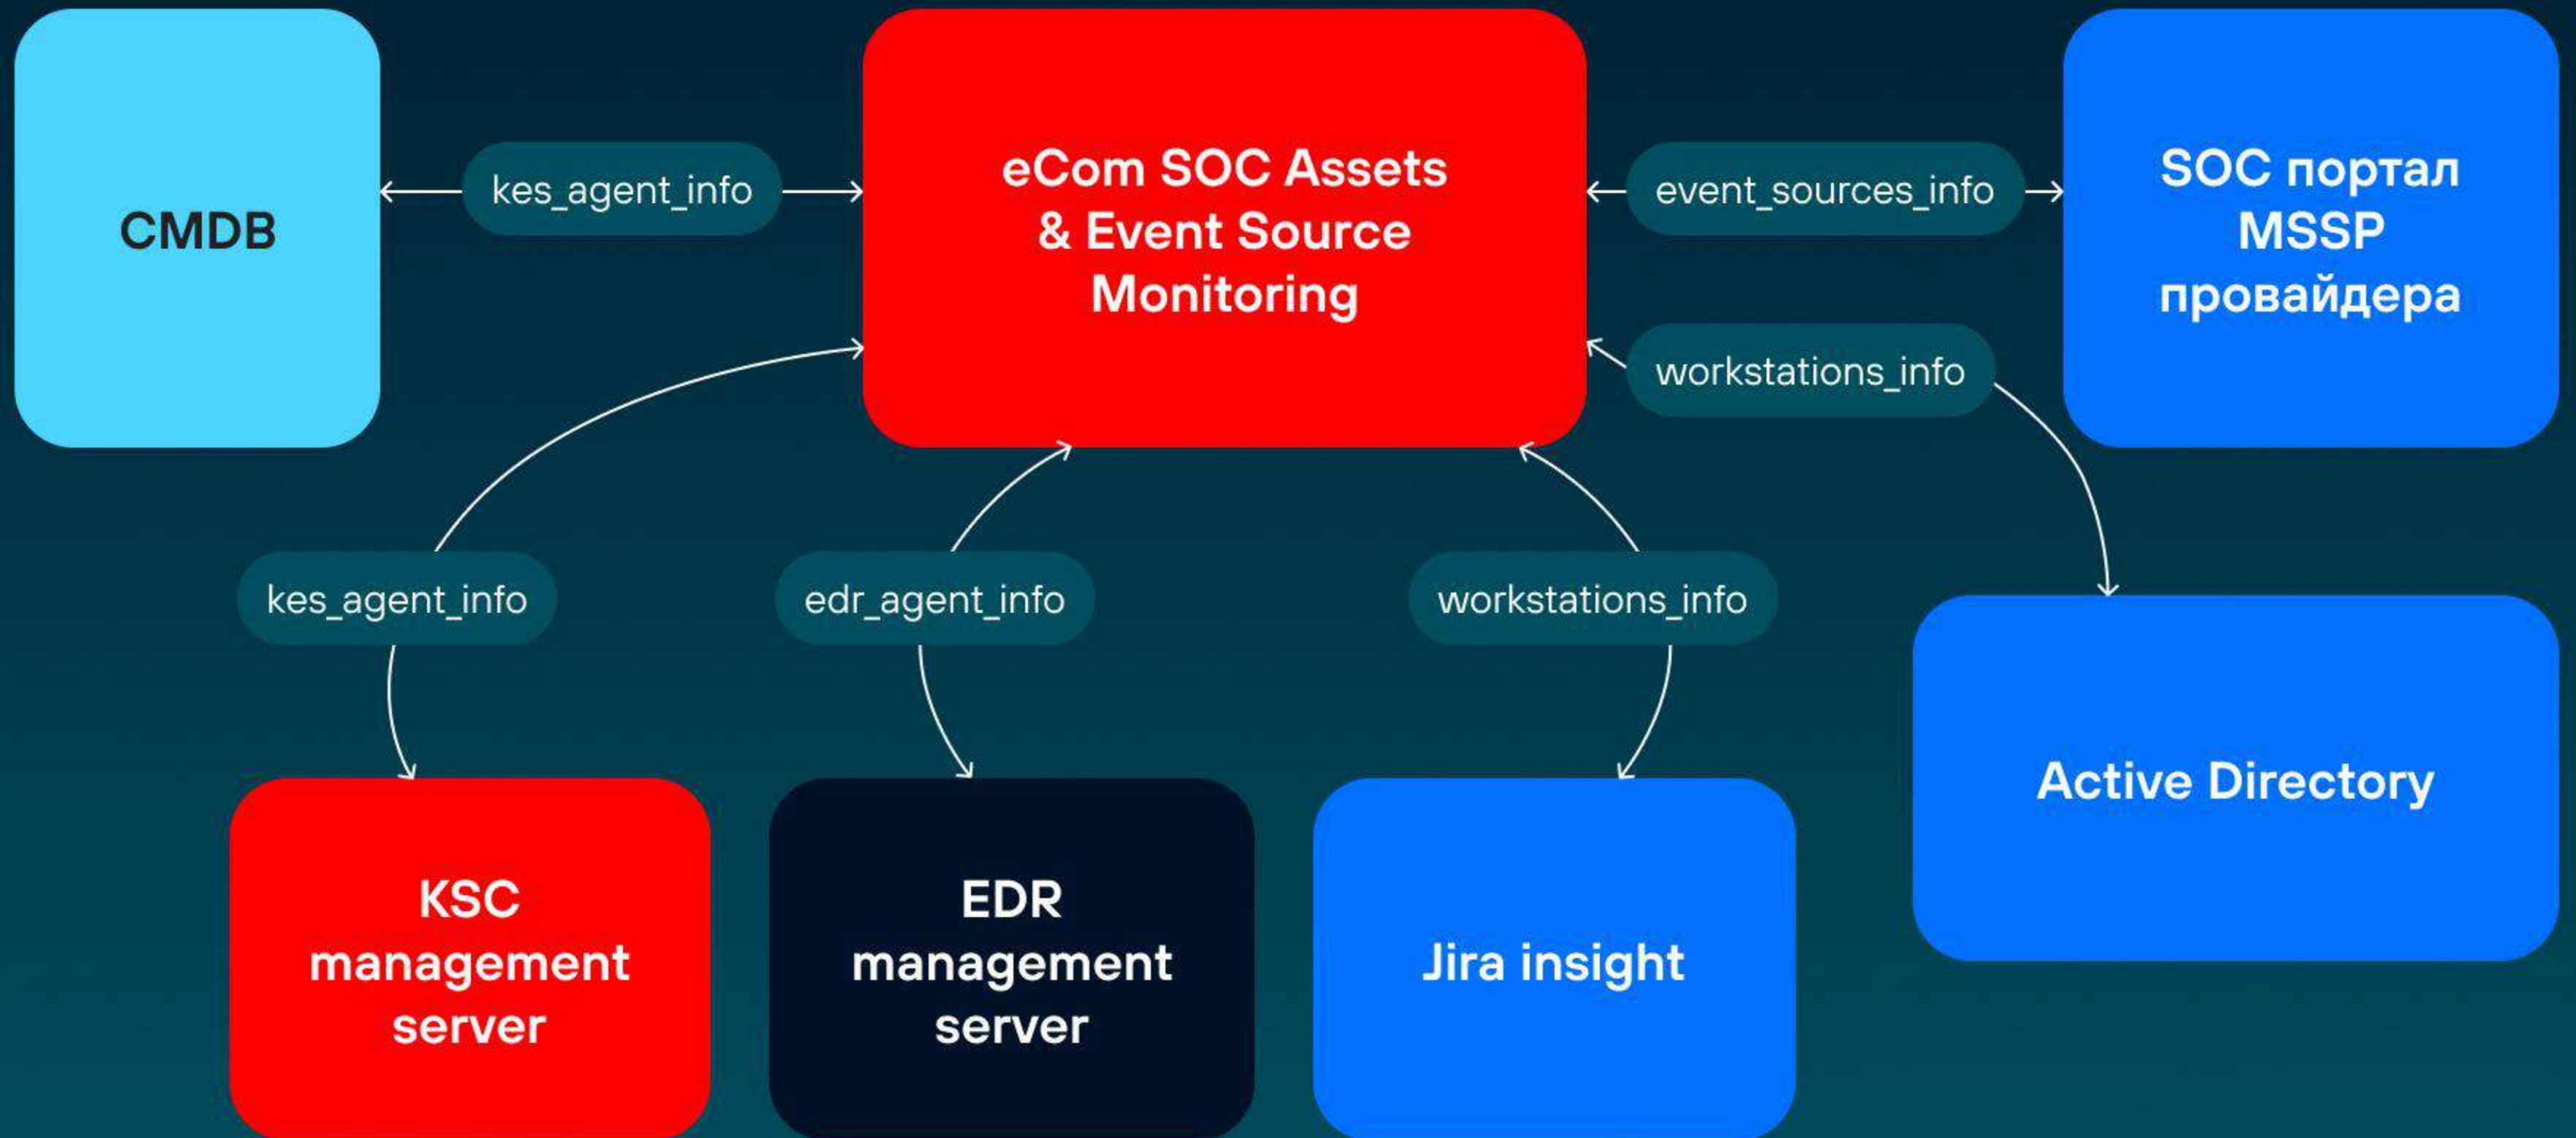 CMDB
kes_agent_info
eCom SOC Assets
& Event Source
Monitoring
event_sources_info
SOC портал
MSSP
провайдера
workstations_info
kes_agent_info
edr_agent_info
workstations_info
KSC
management
server
EDR
management
server
Jira insight
Active Directory